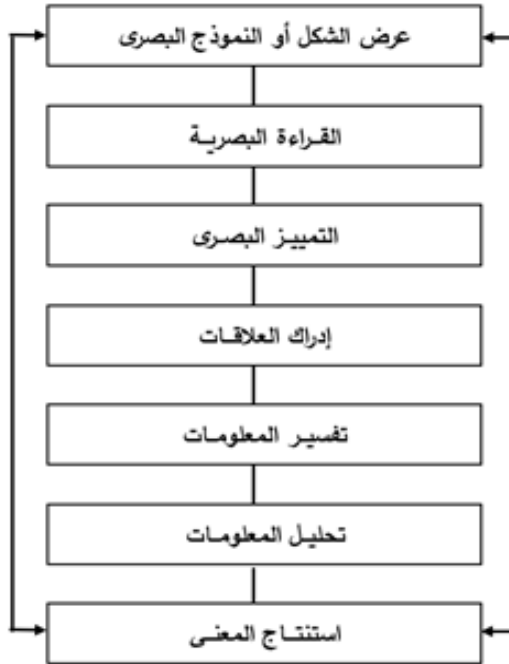 عرض الشكل أو النموذج البصرى
القراءة البصرية
التمييز البصرى
إدراك العلاقات
تفسير المعلومات
تحليل المعلومات
استنتاج المعنى